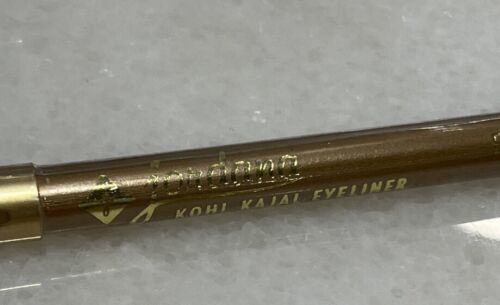 jordana
KOHL KAJAL EYELINER